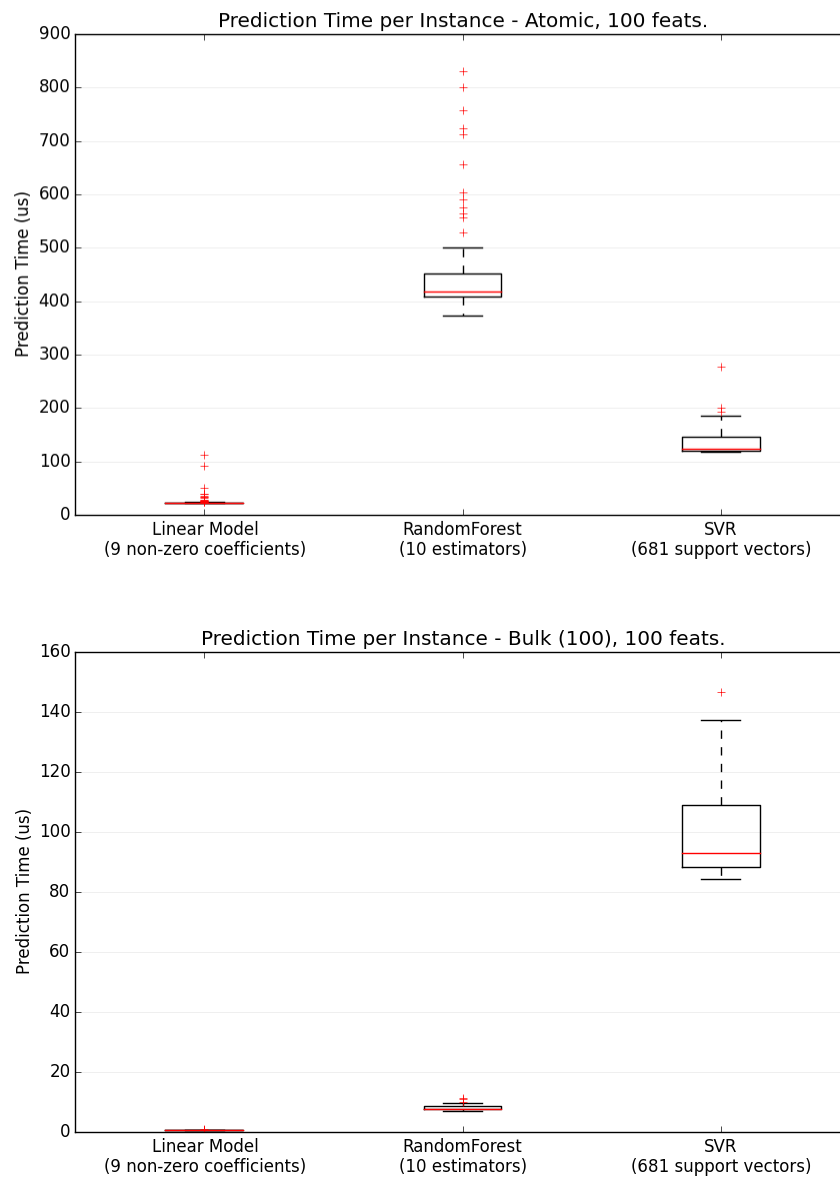 Prediction Time per Instance - Atomic, 100 feats.
Prediction Time (us)
900
800
700
600
500
400
300
200
100
0
Linear Model
(9 non-zero coefficients)
RandomForest
(10 estimators)
SVR
(681 support vectors)
Prediction Time per Instance - Bulk (100), 100 feats.
Prediction Time (us)
160
140
120
100
80
60
40
20
0
Linear Model
(9 non-zero coefficients)
RandomForest
(10 estimators)
SVR
(681 support vectors)